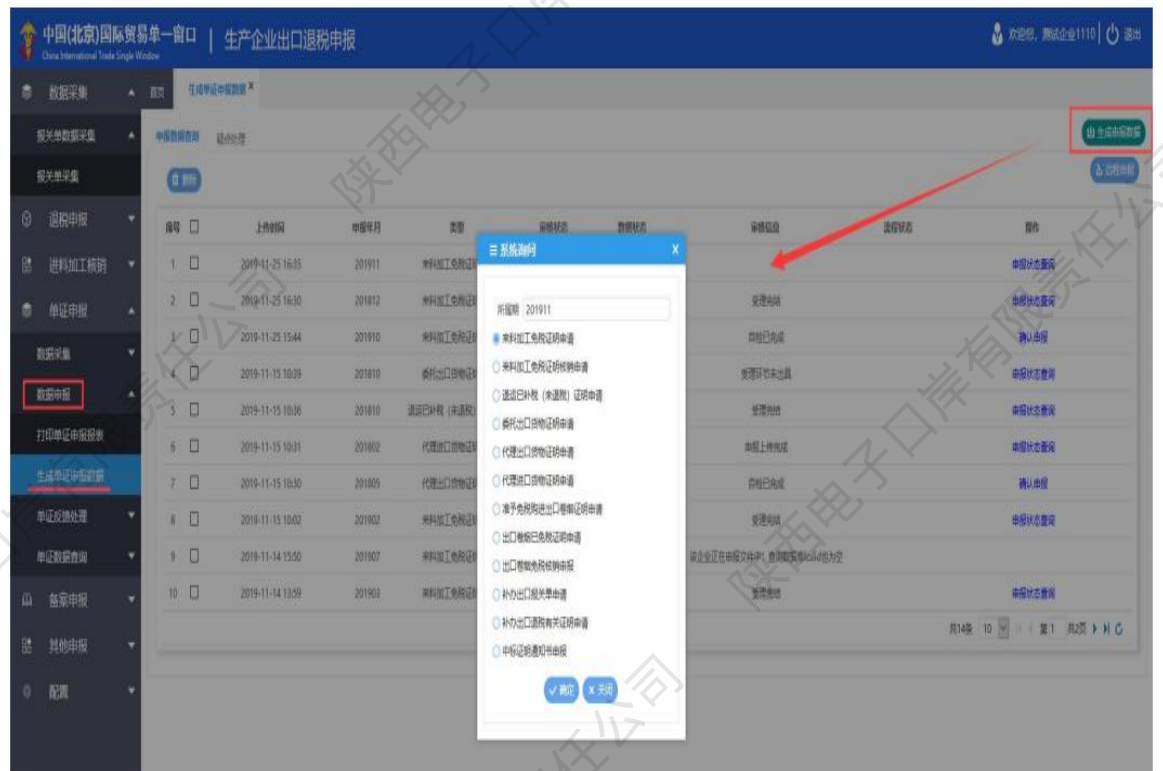 中国(北京)国际贸易单一窗口 | 生产企业出口退税申报
China International Trade Single Window
欢迎您, 测试企业1110 | 退出
数据采集
报关单数据采集
报关单采集
退税申报
进料加工核销
单证申报
数据采集
数据申报
打印单证申报报表
生成单证申报数据
单证反馈处理
单证数据查询
备案申报
其他申报
配置
首页 生成单证申报数据 ×
申报数据查询 疑点处理
生成申报数据
删除
远程申报
序号 上传时间 申报年月 类型 审核状态 数据状态 审核信息 流程状态 操作
1 2019-11-25 16:35 201911 来料加工免税证 申报状态查询
2 2019-11-25 16:30 201812 来料加工免税证 受理完结 申报状态查询
3 2019-11-25 15:44 201910 来料加工免税证 自检已完成 确认申报
4 2019-11-15 10:39 201810 委托出口货物证 受理环节未出具 申报状态查询
5 2019-11-15 10:36 201810 退运已补税（未退税） 受理完结 申报状态查询
6 2019-11-15 10:31 201802 代理进口货物证 申报上传完成 申报状态查询
7 2019-11-15 10:30 201805 代理出口货物证 自检已完成 确认申报
8 2019-11-15 10:02 201902 来料加工免税证 受理完结 申报状态查询
9 2019-11-14 15:50 201907 来料加工免税证 该企业正在申报文件中！查询数据
10 2019-11-14 13:59 201903 来料加工免税证 受理完结 申报状态查询
共14条 10 第 1 共2页
系统询问 ×
所属期 201911
来料加工免税证明申请
来料加工免税证明核销申请
退运已补税（未退税）证明申请
委托出口货物证明申请
代理出口货物证明申请
代理进口货物证明申请
准予免税购进出口卷烟证明申请
出口卷烟已免税证明申请
出口卷烟免税核销申报
补办出口报关单申请
补办出口退税有关证明申请
中标证明通知书申报
确定 × 关闭
陕西电子口岸有限责任公司